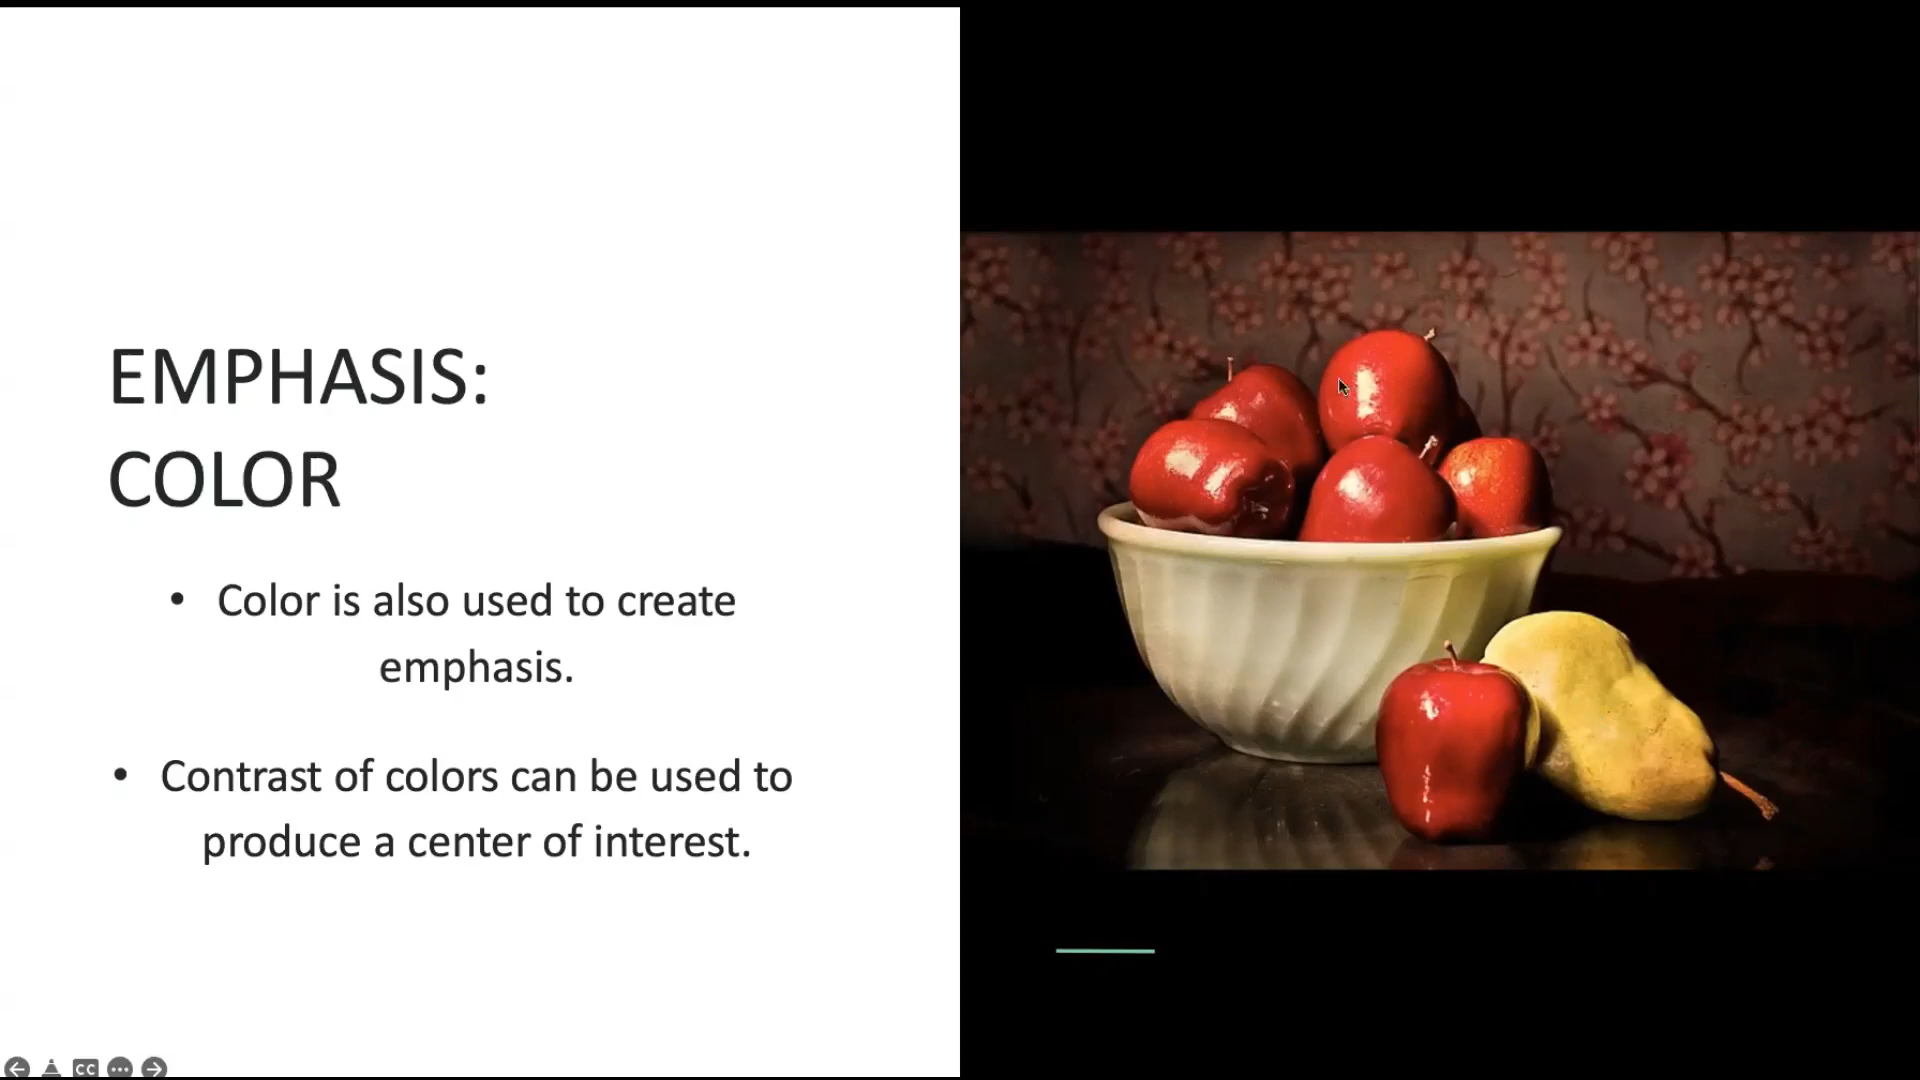 EMPHASIS:
COLOR
• Color is also used to create
emphasis.
• Contrast of colors can be used to
produce a center of interest.
CC